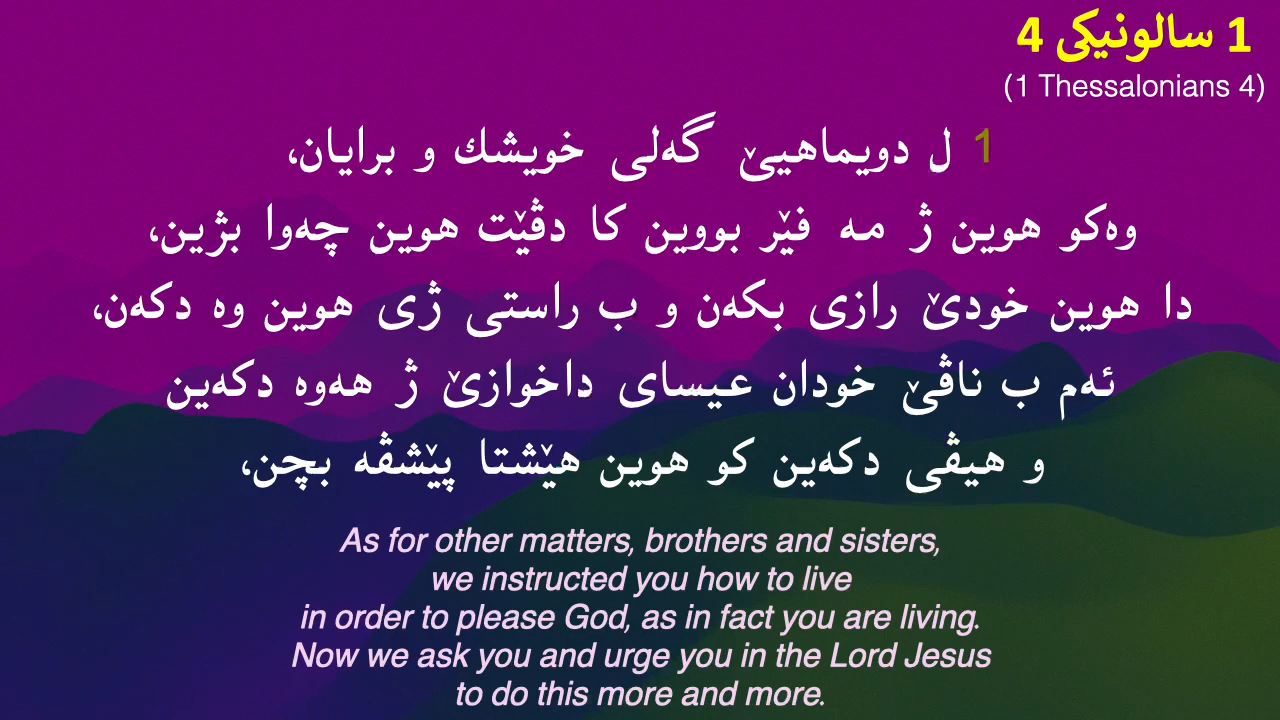 1 سالونیکی 4
(1 Thessalonians 4)
1 ل دویماهیێ گەلی خویشك و برایان،
وەکو هوین ژ مە فێر بووین کا دڤێت هوین چەوا بژین،
دا هوین خودێ رازی بکەن و ب راستی ژی هوین وە دکەن،
ئەم ب ناڤێ خودان عیسای داخوازێ ژ هەوە دکەین
و هیڤی دکەین کو هوین هێشتا پێشڤە بچن،
As for other matters, brothers and sisters,
we instructed you how to live
in order to please God, as in fact you are living.
Now we ask you and urge you in the Lord Jesus
to do this more and more.